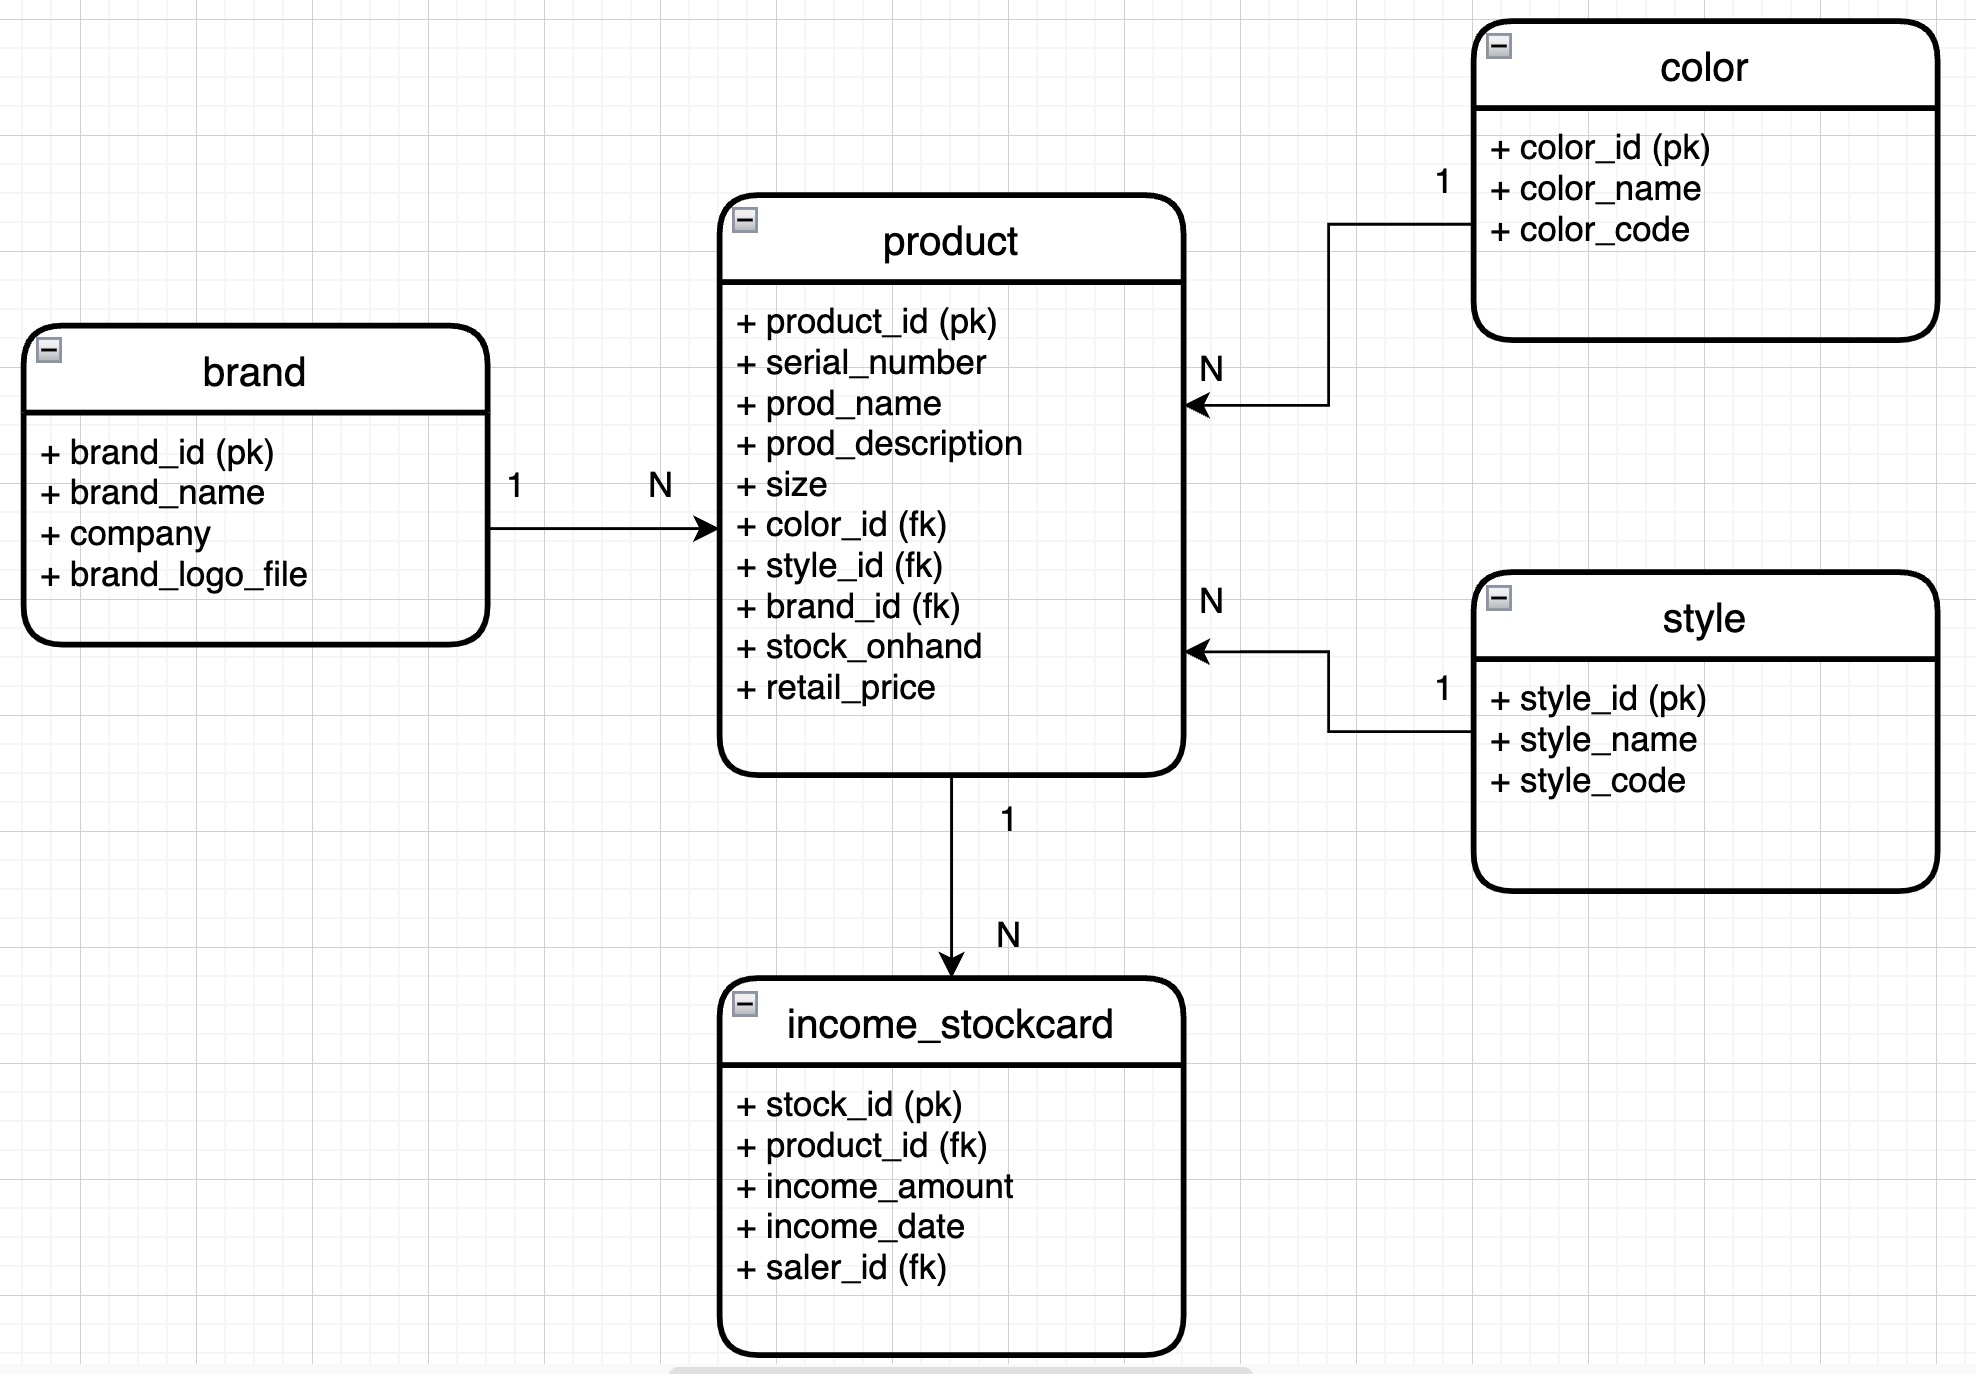 color
+ color_id (pk)
+ color_name
+ color_code
1
product
+ product_id (pk)
+ serial_number
+ prod_name
+ prod_description
+ size
+ color_id (fk)
+ style_id (fk)
+ brand_id (fk)
+ stock_onhand
+ retail_price
N
brand
+ brand_id (pk)
+ brand_name
+ company
+ brand_logo_file
1
N
N
style
+ style_id (pk)
+ style_name
+ style_code
1
1
N
income_stockcard
+ stock_id (pk)
+ product_id (fk)
+ income_amount
+ income_date
+ saler_id (fk)